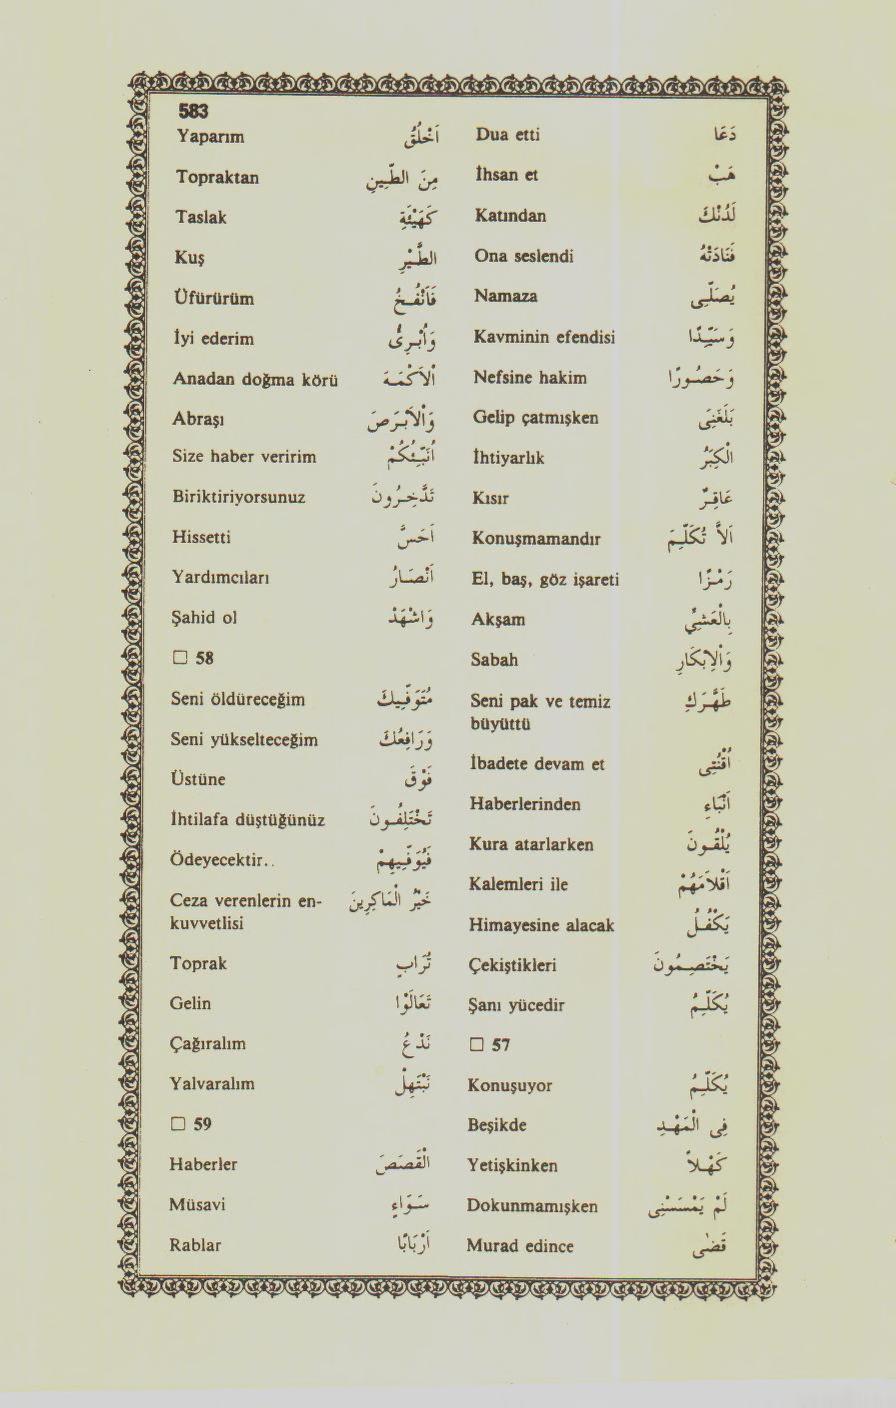 583
Dua etti دَعَا
İhsan et هَبْ
Katından لَدُنْكَ
Ona seslendi فَنَادَتْهُ
Namaza يُصَلِّى
Kavminin efendisi وَسَيِّدًا
Nefsine hakim وَحَصُورًا
Gelip çatmışken بَلَغَنِىَ
İhtiyarlık الْكِبَرُ
Kısır عَاقِرٌ
Konuşmamandır اَلاَّ تُكَلِّمَ
El, baş, göz işareti رَمْزًا
Akşam بِالْعَشِيِّ
Sabah وَالْاِبْكَارِ
Seni pak ve temiz طَهَّرَكِ
büyüttü
İbadete devam et اُقْنُتِى
Haberlerinden اَنْبَاءِ
Kura atarlarken يُلْقُونَ
Kalemleri ile اَقْلاَمَهُمْ
Himayesine alacak يَكْفُلُ
Çekiştikleri يَخْتَصِمُونَ
Şanı yücedir يُكَلِّمُ
□ 57
Konuşuyor يُكَلِّمُ
Beşikde فِى الْمَهْدِ
Yetişkinken كَهْلاً
Dokunmamışken لَمْ يَمْسَسْنِى
Murad edince قَضٰى
Yaparım اَخْلُقُ
Topraktan مِنَ الطِّينِ
Taslak كَهَيْئَةِ
Kuş الطَّيْرِ
Üfürürüm فَاَنْفُخُ
İyi ederim وَاُبْرِئُ
Anadan doğma körü اْلاَكْمَهَ
Abraşı وَاْلاَبْرَصَ
Size haber veririm اُنَبِّئُكُمْ
Biriktiriyorsunuz تَدَّخِرُونَ
Hissetti اَحَسَّ
Yardımcıları اَنْصَارُ
Şahid ol وَاشْهَدْ
□ 58
Seni öldüreceğim مُتَوَفِّيكَ
Seni yükselteceğim وَرَافِعُكَ
Üstüne فَوْقَ
İhtilafa düştüğünüz تَخْتَلِفُونَ
Ödeyecektir.. فَيُوَفِّيهِمْ
Ceza verenlerin en- خَيْرُ الْمَاكِرِينَ
kuvvetlisi
Toprak تُرَابٍ
Gelin تَعَالَوْا
Çağıralım نَدْعُ
Yalvaralım نَبْتَهِلْ
□ 59
Haberler الْقَصَصُ
Müsavi سَوَاءٍ
Rablar اَرْبَابًا